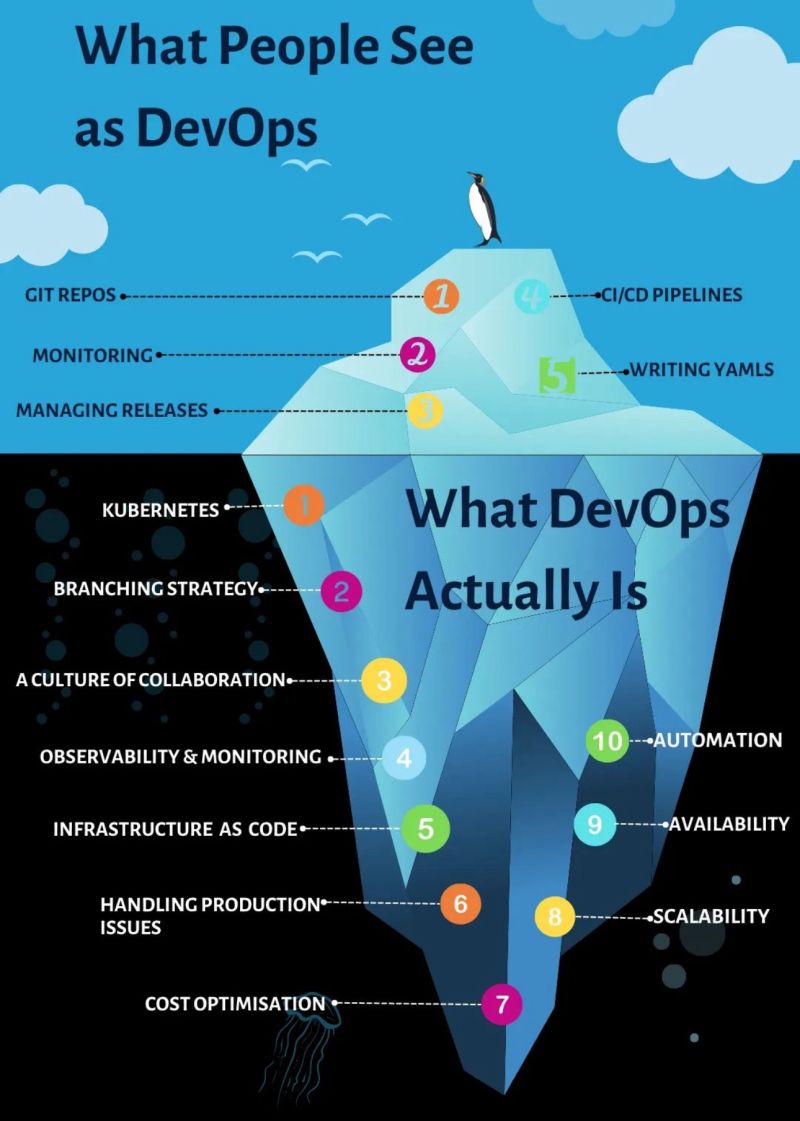 What People See
as DevOps
GIT REPOS
1
4
CI/CD PIPELINES
MONITORING
2
5
WRITING YAMLS
MANAGING RELEASES
3
What DevOps
Actually Is
KUBERNETES
1
BRANCHING STRATEGY
2
A CULTURE OF COLLABORATION
3
OBSERVABILITY & MONITORING
4
INFRASTRUCTURE AS CODE
5
HANDLING PRODUCTION
ISSUES
6
COST OPTIMISATION
7
8
SCALABILITY
9
AVAILABILITY
10
AUTOMATION